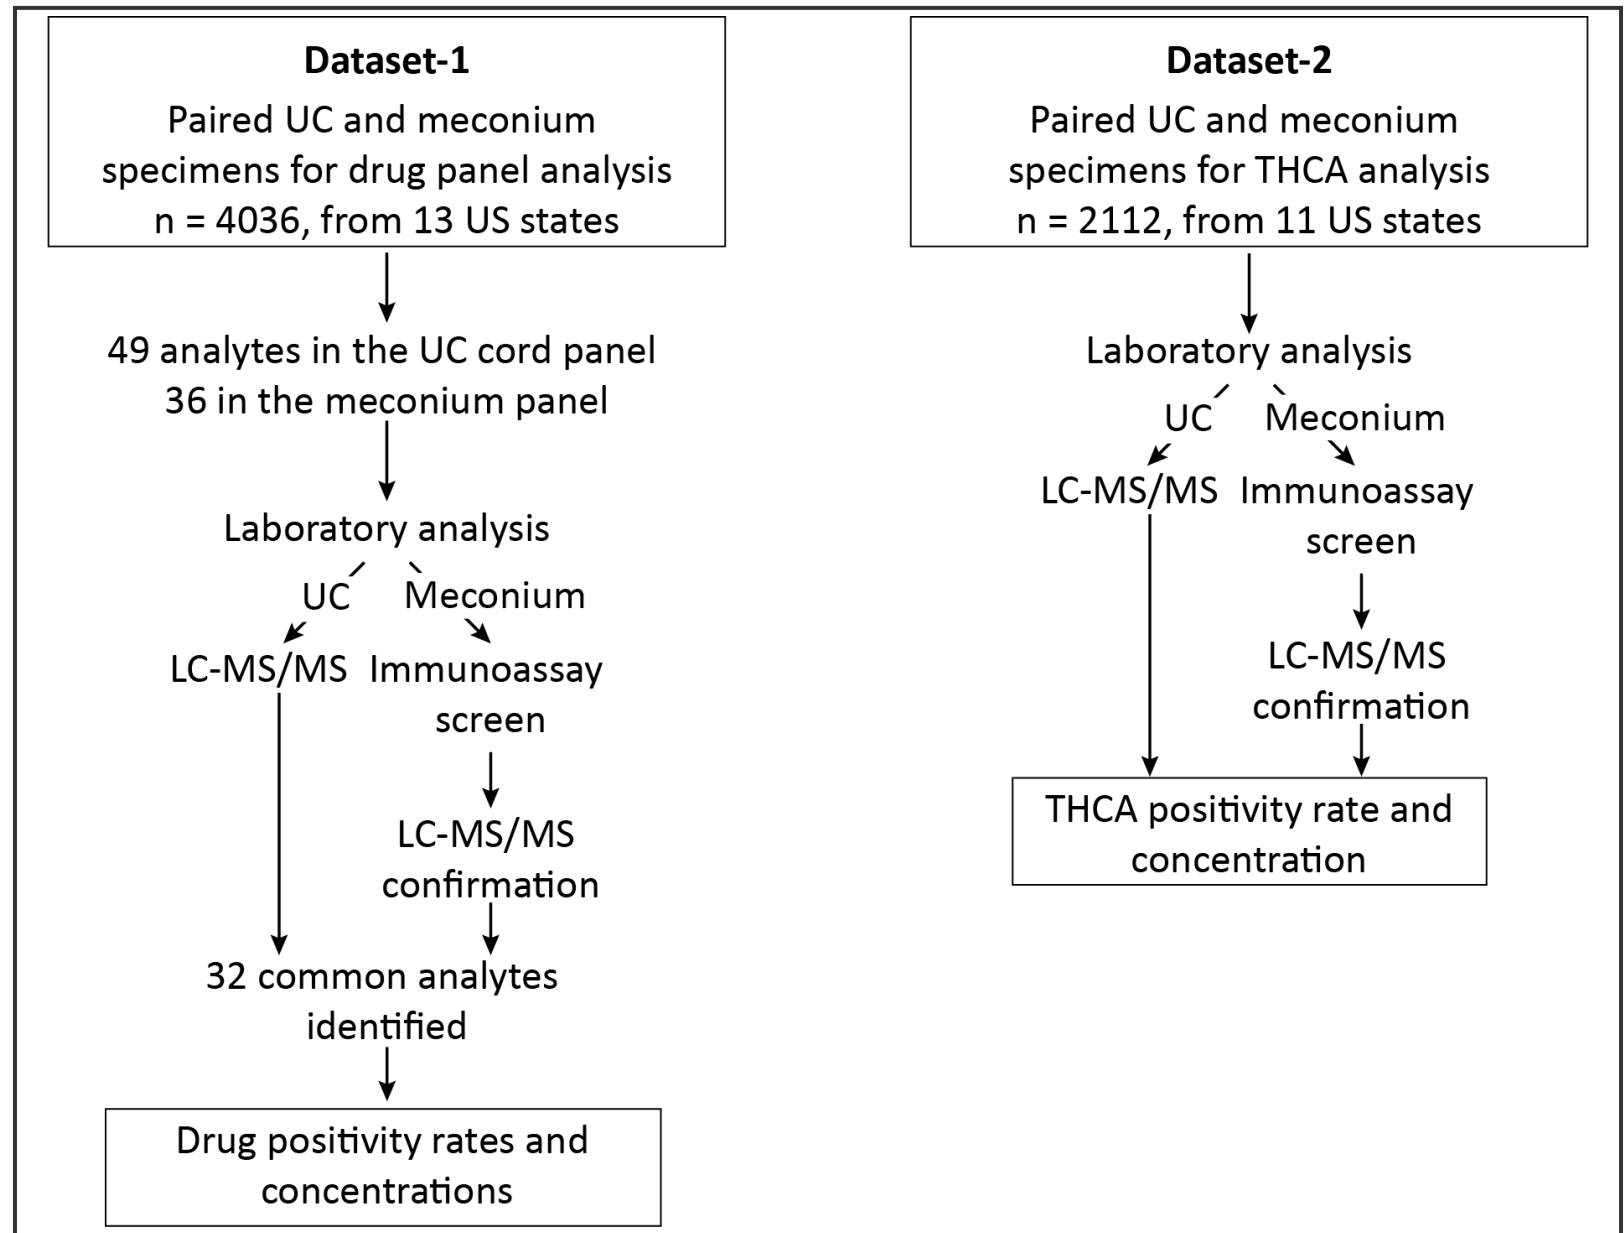 Dataset-1
Paired UC and meconium
specimens for drug panel analysis
n = 4036, from 13 US states
49 analytes in the UC cord panel
36 in the meconium panel
Laboratory analysis
UC Meconium
LC-MS/MS Immunoassay
screen
LC-MS/MS
confirmation
32 common analytes
identified
Drug positivity rates and
concentrations
Dataset-2
Paired UC and meconium
specimens for THCA analysis
n = 2112, from 11 US states
Laboratory analysis
UC Meconium
LC-MS/MS Immunoassay
screen
LC-MS/MS
confirmation
THCA positivity rate and
concentration